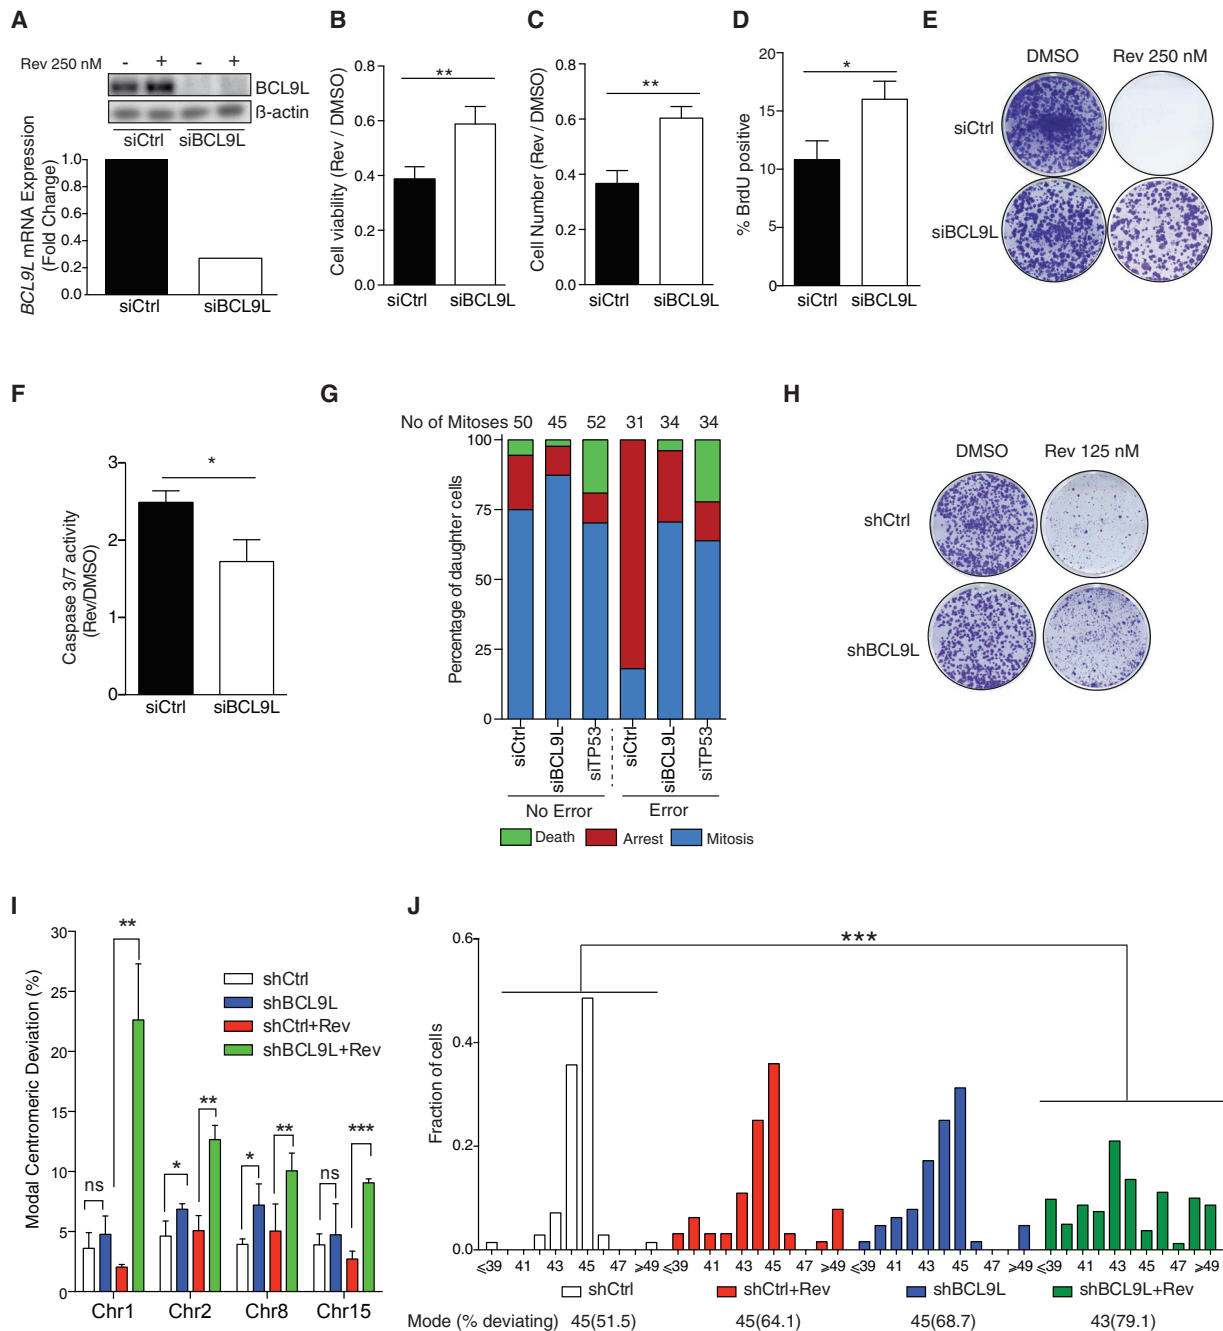 A
Rev 250 nM - + - +
BCL9L
ß-actin
siCtrl siBCL9L
BCL9L mRNA Expression
(Fold Change)
1.0
0.8
0.6
0.4
0.2
0.0
siCtrl siBCL9L
B
Cell viability (Rev / DMSO)
0.8
0.6
0.4
0.2
0.0
**
siCtrl siBCL9L
C
Cell Number (Rev / DMSO)
0.8
0.6
0.4
0.2
0.0
**
siCtrl siBCL9L
D
% BrdU positive
20
15
10
5
0
*
siCtrl siBCL9L
E
DMSO Rev 250 nM
siCtrl
siBCL9L
F
Caspase 3/7 activity
(Rev/DMSO)
3
2
1
0
*
siCtrl siBCL9L
G
No of Mitoses 50 45 52 31 34 34
Percentage of daughter cells
100
75
50
25
0
siCtrl
siBCL9L
siTP53
siCtrl
siBCL9L
siTP53
No Error Error
Death Arrest Mitosis
H
DMSO Rev 125 nM
shCtrl
shBCL9L
I
Modal Centromeric Deviation (%)
30
25
20
15
10
5
0
ns **
* **
* **
ns ***
shCtrl
shBCL9L
shCtrl+Rev
shBCL9L+Rev
Chr1 Chr2 Chr8 Chr15
J
Fraction of cells
0.6
0.4
0.2
0.0
***
⩽39 41 43 45 47 ⩾49 ⩽39 41 43 45 47 ⩾49 ⩽39 41 43 45 47 ⩾49 ⩽39 41 43 45 47 ⩾49
shCtrl shCtrl+Rev shBCL9L shBCL9L+Rev
Mode (% deviating) 45(51.5) 45(64.1) 45(68.7) 43(79.1)